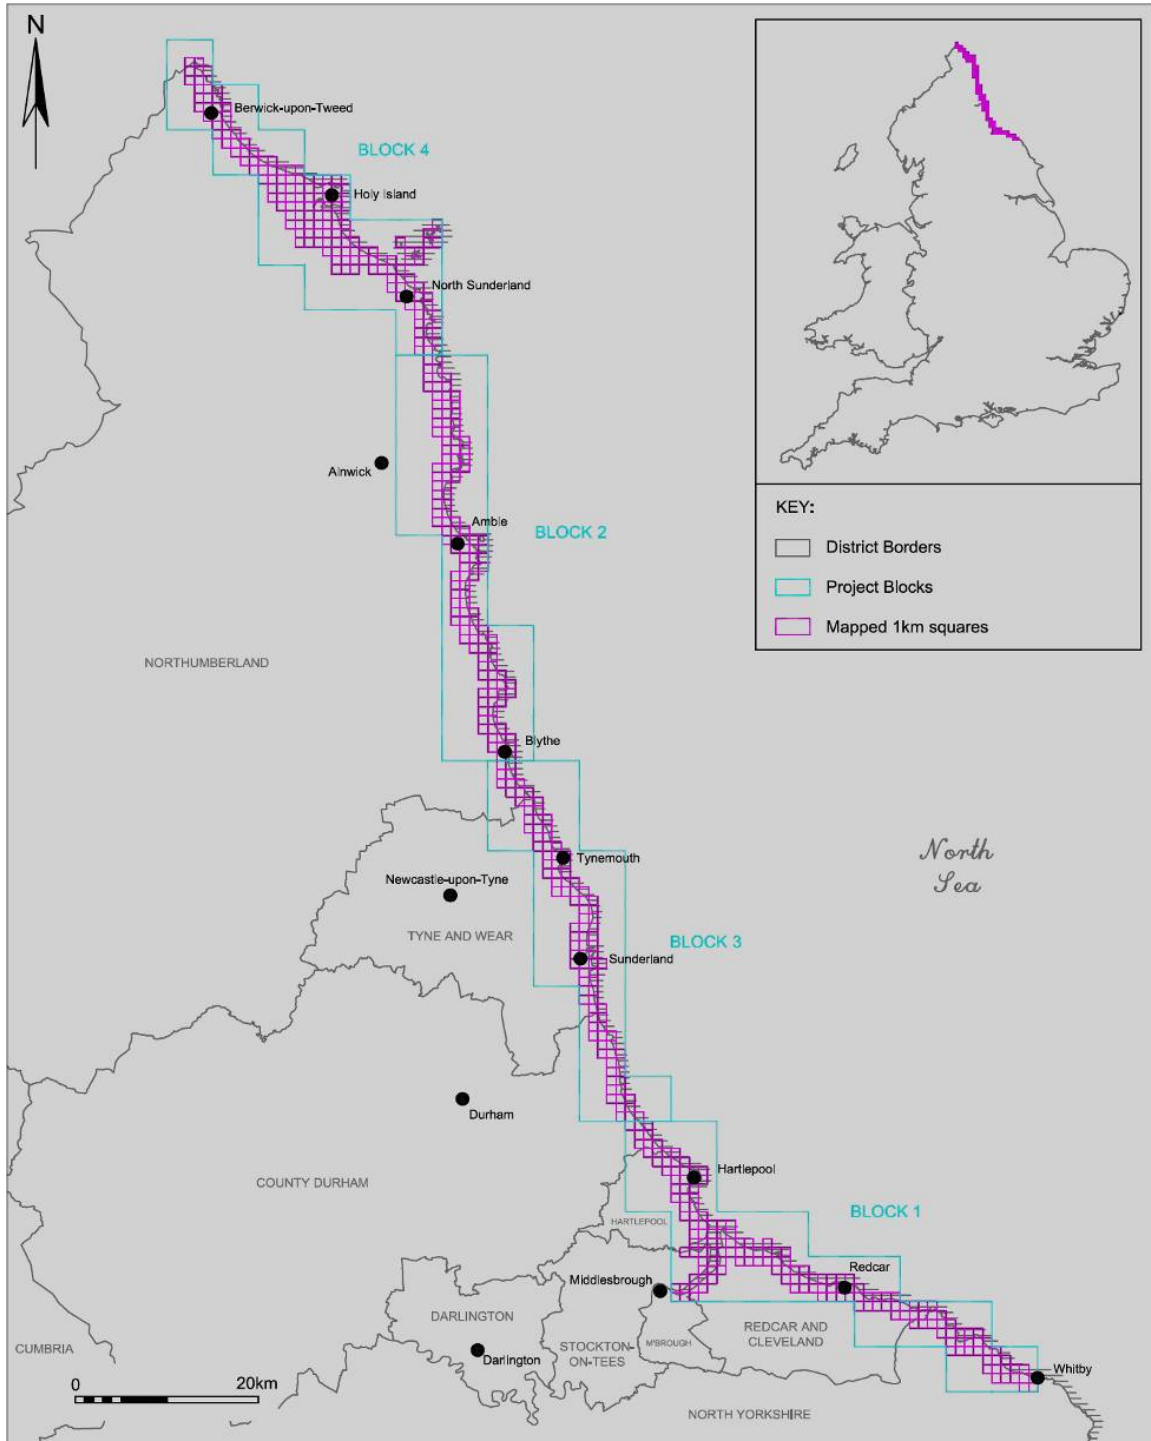 N
Berwick-upon-Tweed
BLOCK 4
Holy Island
North Sunderland
Alnwick
Amble
BLOCK 2
KEY:
District Borders
Project Blocks
Mapped 1km squares
NORTHUMBERLAND
Blythe
Tynemouth
North
Sea
Newcastle-upon-Tyne
TYNE AND WEAR
BLOCK 3
Sunderland
Durham
Hartlepool
COUNTY DURHAM
BLOCK 1
HARTLEPOOL
Redcar
Middlesbrough
DARLINGTON
REDCAR AND
CLEVELAND
M'BROUGH
STOCKTON-
ON-TEES
CUMBRIA
Darlington
Whitby
0 20km
NORTH YORKSHIRE